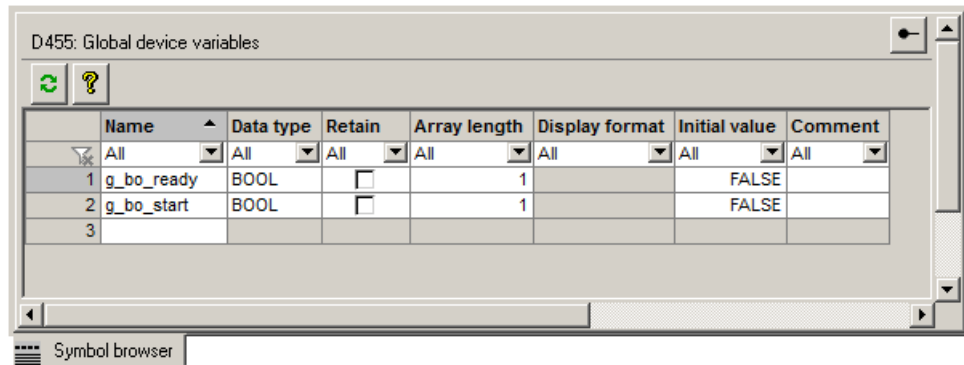 D455: Global device variables
Name Data type Retain Array length Display format Initial value Comment
All All All All All All All
1 g_bo_ready BOOL 1 FALSE
2 g_bo_start BOOL 1 FALSE
3
Symbol browser